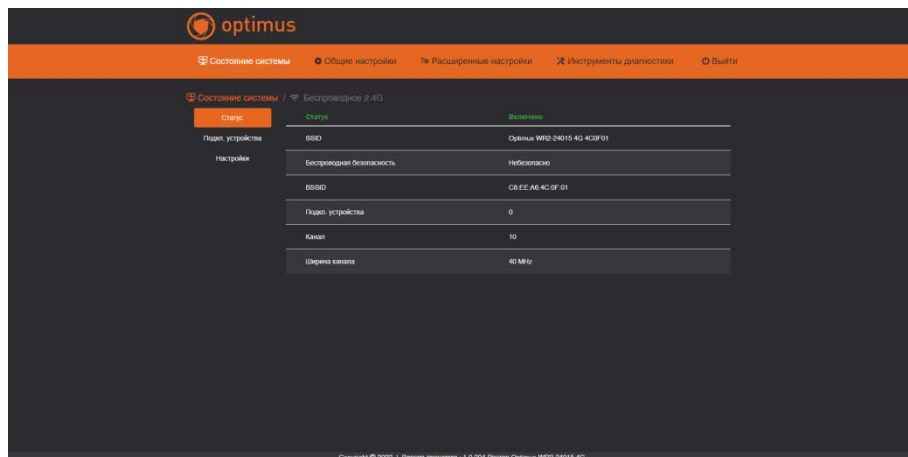 optimus
Состояние системы Общие настройки Расширенные настройки Инструменты диагностики Выйти
Состояние системы / Беспроводное 2.4G
Статус Статус Включено
Подкл. устройства SSID Optimus WR2-24015 4G 4C0F01
Настройки Беспроводная безопасность Небезопасно
BSSID C8:EE:A6:4C:0F:01
Подкл. устройства 0
Канал 10
Ширина канала 40 MHz